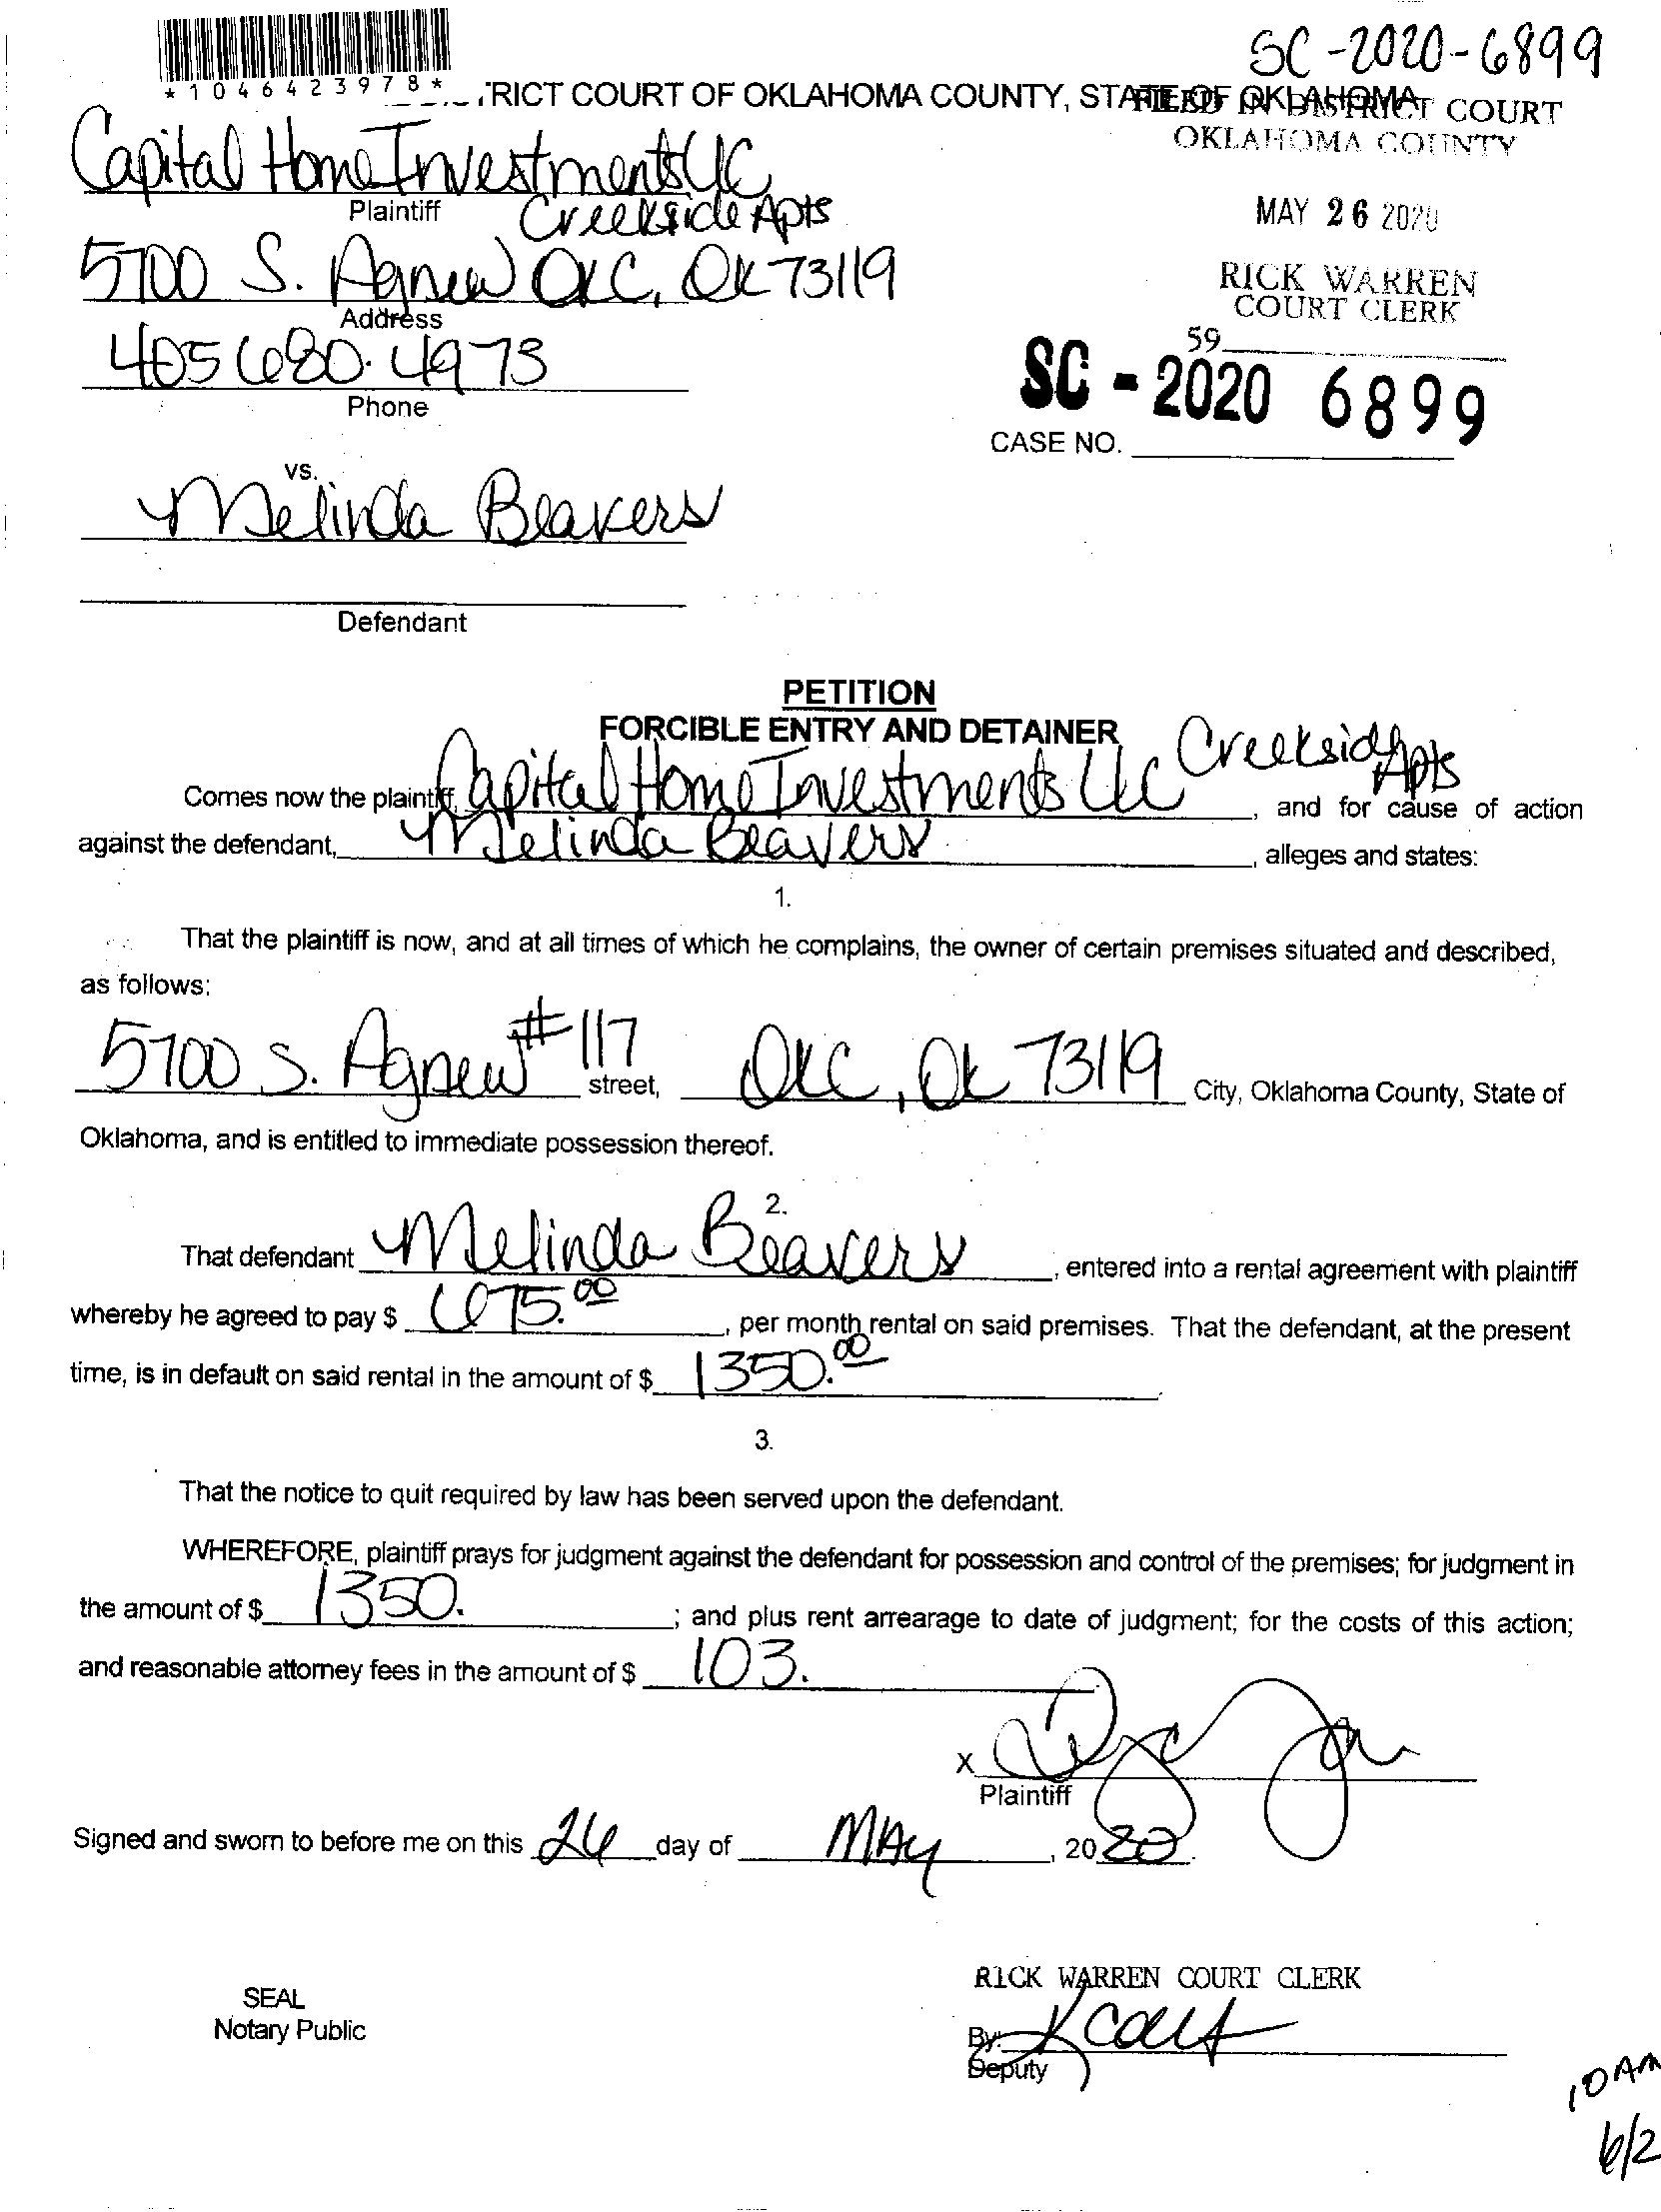 SC-2020-6899
*1046423978*
TRICT COURT OF OKLAHOMA COUNTY, STATE OF OKLAHOMA
FILED IN DISTRICT COURT
OKLAHOMA COUNTY
Capital Home Investments LLC
Plaintiff
Creekside Apts
MAY 26 2020
5700 S. Agnew OKC, OK 73119
Address
RICK WARREN
COURT CLERK
405 680.4973
Phone
59
SC - 2020 6899
CASE NO.
vs.
Melinda Beavers
Defendant
PETITION
FORCIBLE ENTRY AND DETAINER
Comes now the plaintiff, Capital Home Investments LLC Creekside Apts, and for cause of action
against the defendant, Melinda Beavers, alleges and states:
1.
That the plaintiff is now, and at all times of which he complains, the owner of certain premises situated and described,
as follows:
5700 S. Agnew #117 street, OKC, OK 73119 City, Oklahoma County, State of
Oklahoma, and is entitled to immediate possession thereof.
2.
That defendant Melinda Beavers, entered into a rental agreement with plaintiff
whereby he agreed to pay $ 675.00, per month rental on said premises. That the defendant, at the present
time, is in default on said rental in the amount of $ 1350.00.
3.
That the notice to quit required by law has been served upon the defendant.
WHEREFORE, plaintiff prays for judgment against the defendant for possession and control of the premises; for judgment in
the amount of $ 1350.; and plus rent arrearage to date of judgment; for the costs of this action;
and reasonable attorney fees in the amount of $ 103.
X
Plaintiff
Signed and sworn to before me on this 26 day of MAY, 2020.
RICK WARREN COURT CLERK
SEAL
Notary Public
By:
Deputy
10AM
6/2